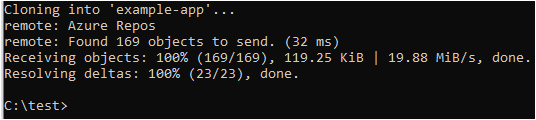 Cloning into 'example-app'...
remote: Azure Repos
remote: Found 169 objects to send. (32 ms)
Receiving objects: 100% (169/169), 119.25 KiB | 19.88 MiB/s, done.
Resolving deltas: 100% (23/23), done.
C:\test>